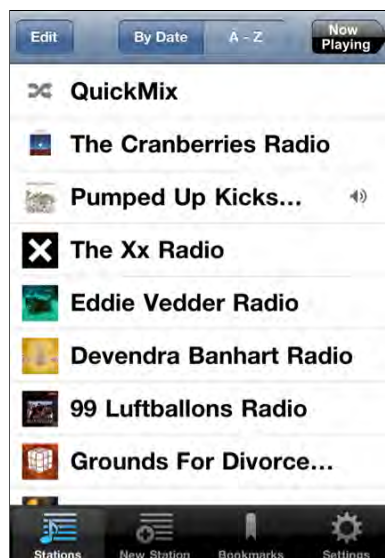 Edit
By Date
A - Z
Now
Playing
QuickMix
The Cranberries Radio
Pumped Up Kicks...
The Xx Radio
Eddie Vedder Radio
Devendra Banhart Radio
99 Luftballons Radio
Grounds For Divorce...
Stations
New Station
Bookmarks
Settings